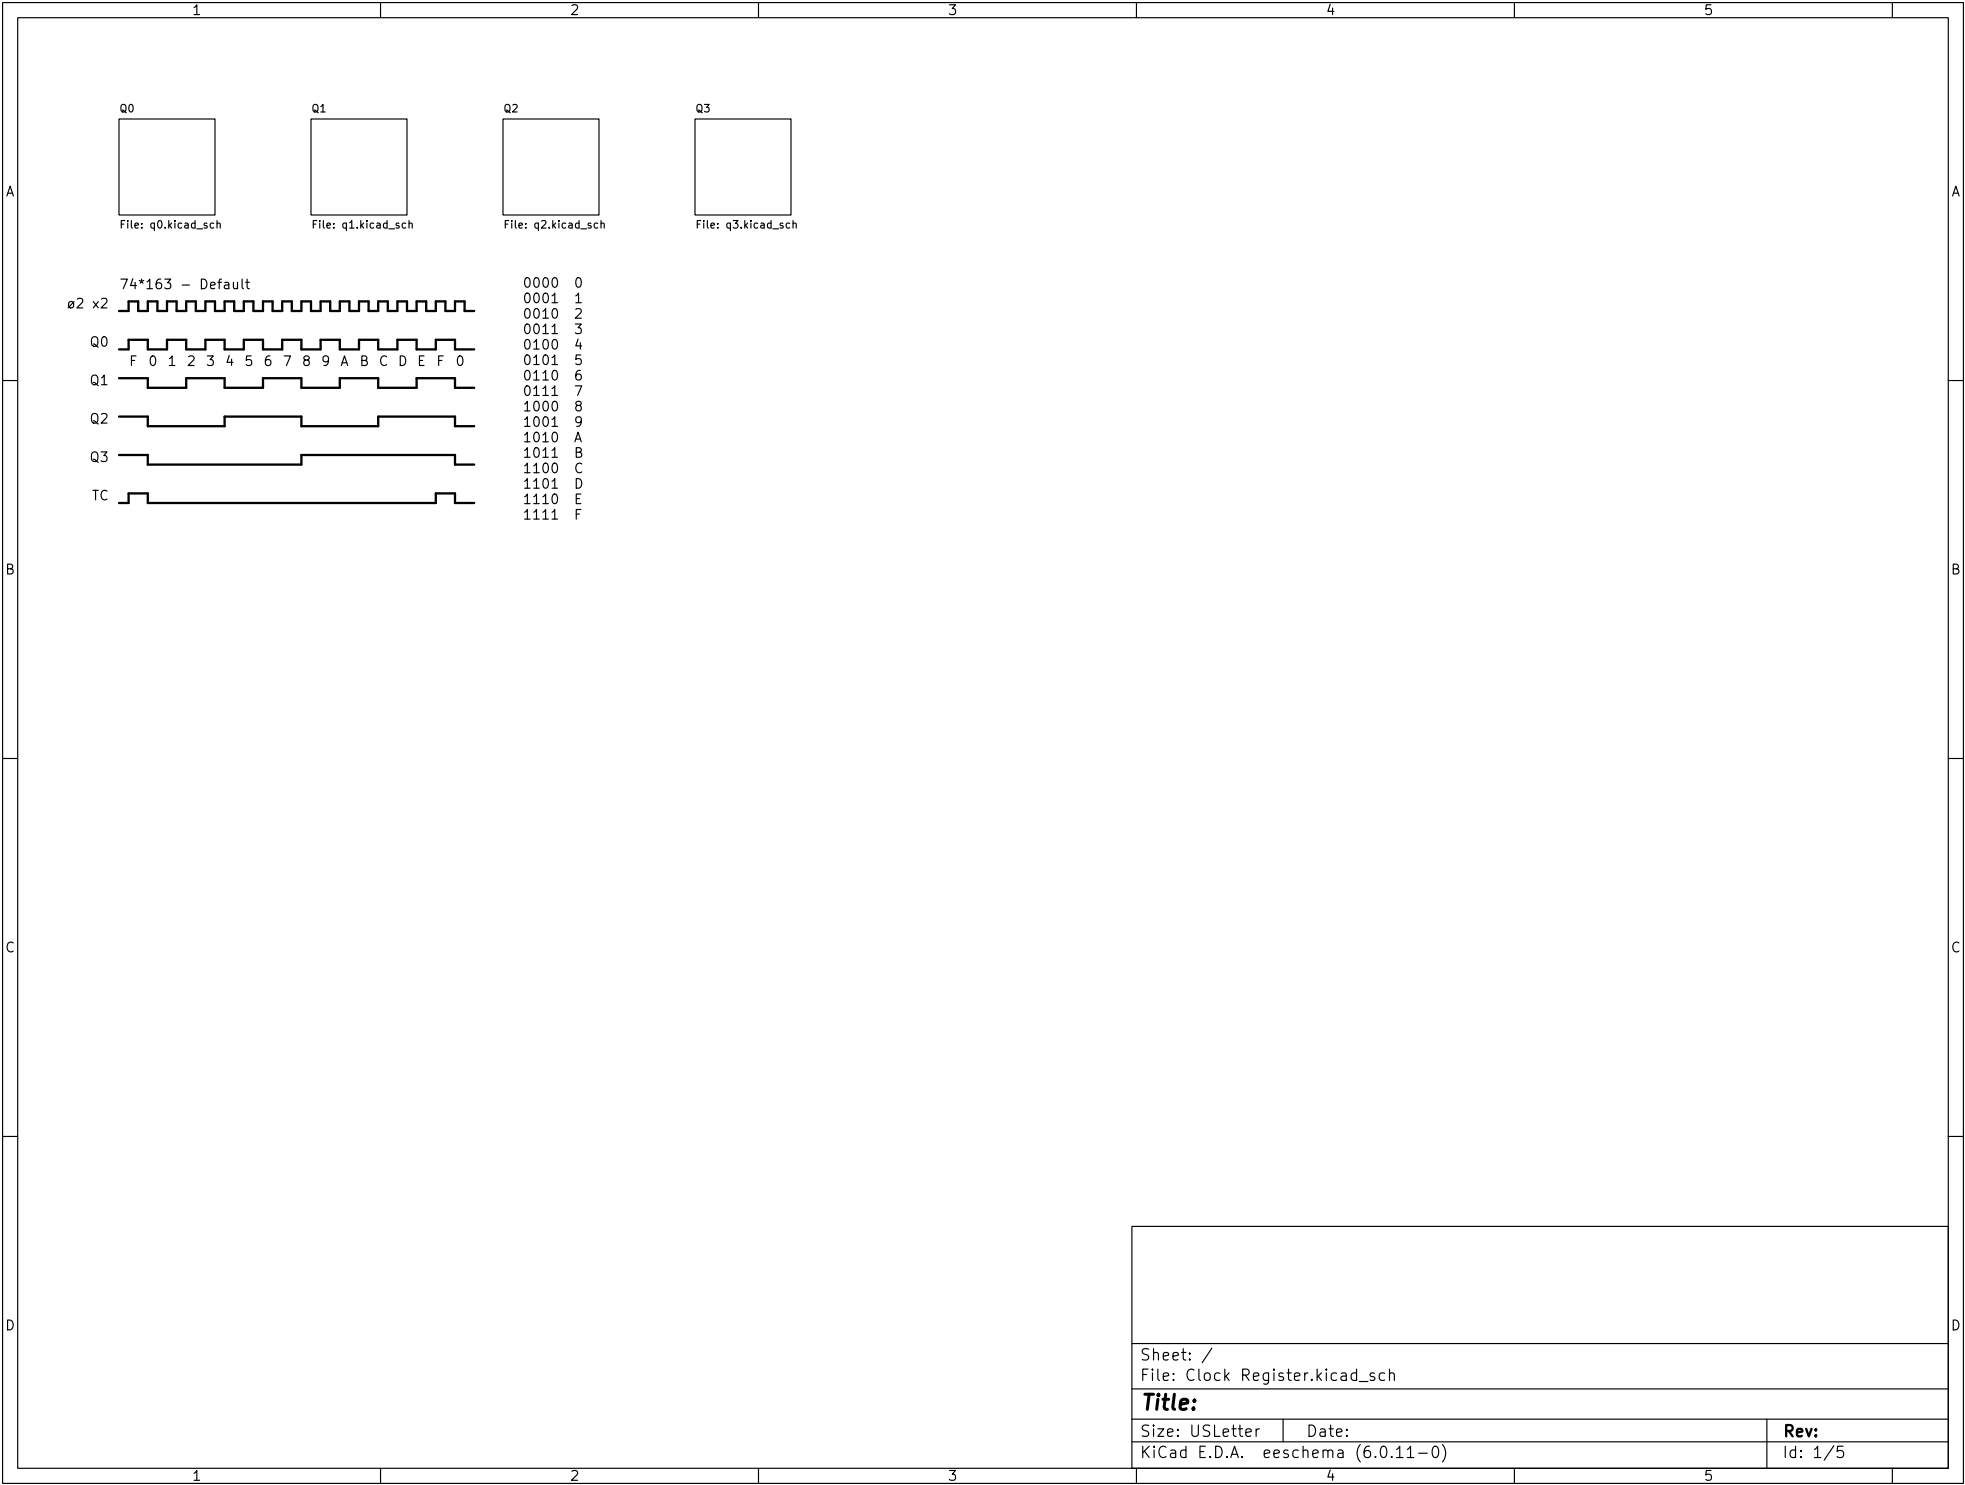 1 2 3 4 5
Q0 Q1 Q2 Q3
A A
File: q0.kicad_sch File: q1.kicad_sch File: q2.kicad_sch File: q3.kicad_sch
74*163 - Default
ø2 x2
Q0
F 0 1 2 3 4 5 6 7 8 9 A B C D E F 0
Q1
Q2
Q3
TC
0000 0
0001 1
0010 2
0011 3
0100 4
0101 5
0110 6
0111 7
1000 8
1001 9
1010 A
1011 B
1100 C
1101 D
1110 E
1111 F
B B
C C
D D
Sheet: /
File: Clock Register.kicad_sch
Title:
Size: USLetter Date: Rev:
KiCad E.D.A. eeschema (6.0.11-0) Id: 1/5
1 2 3 4 5